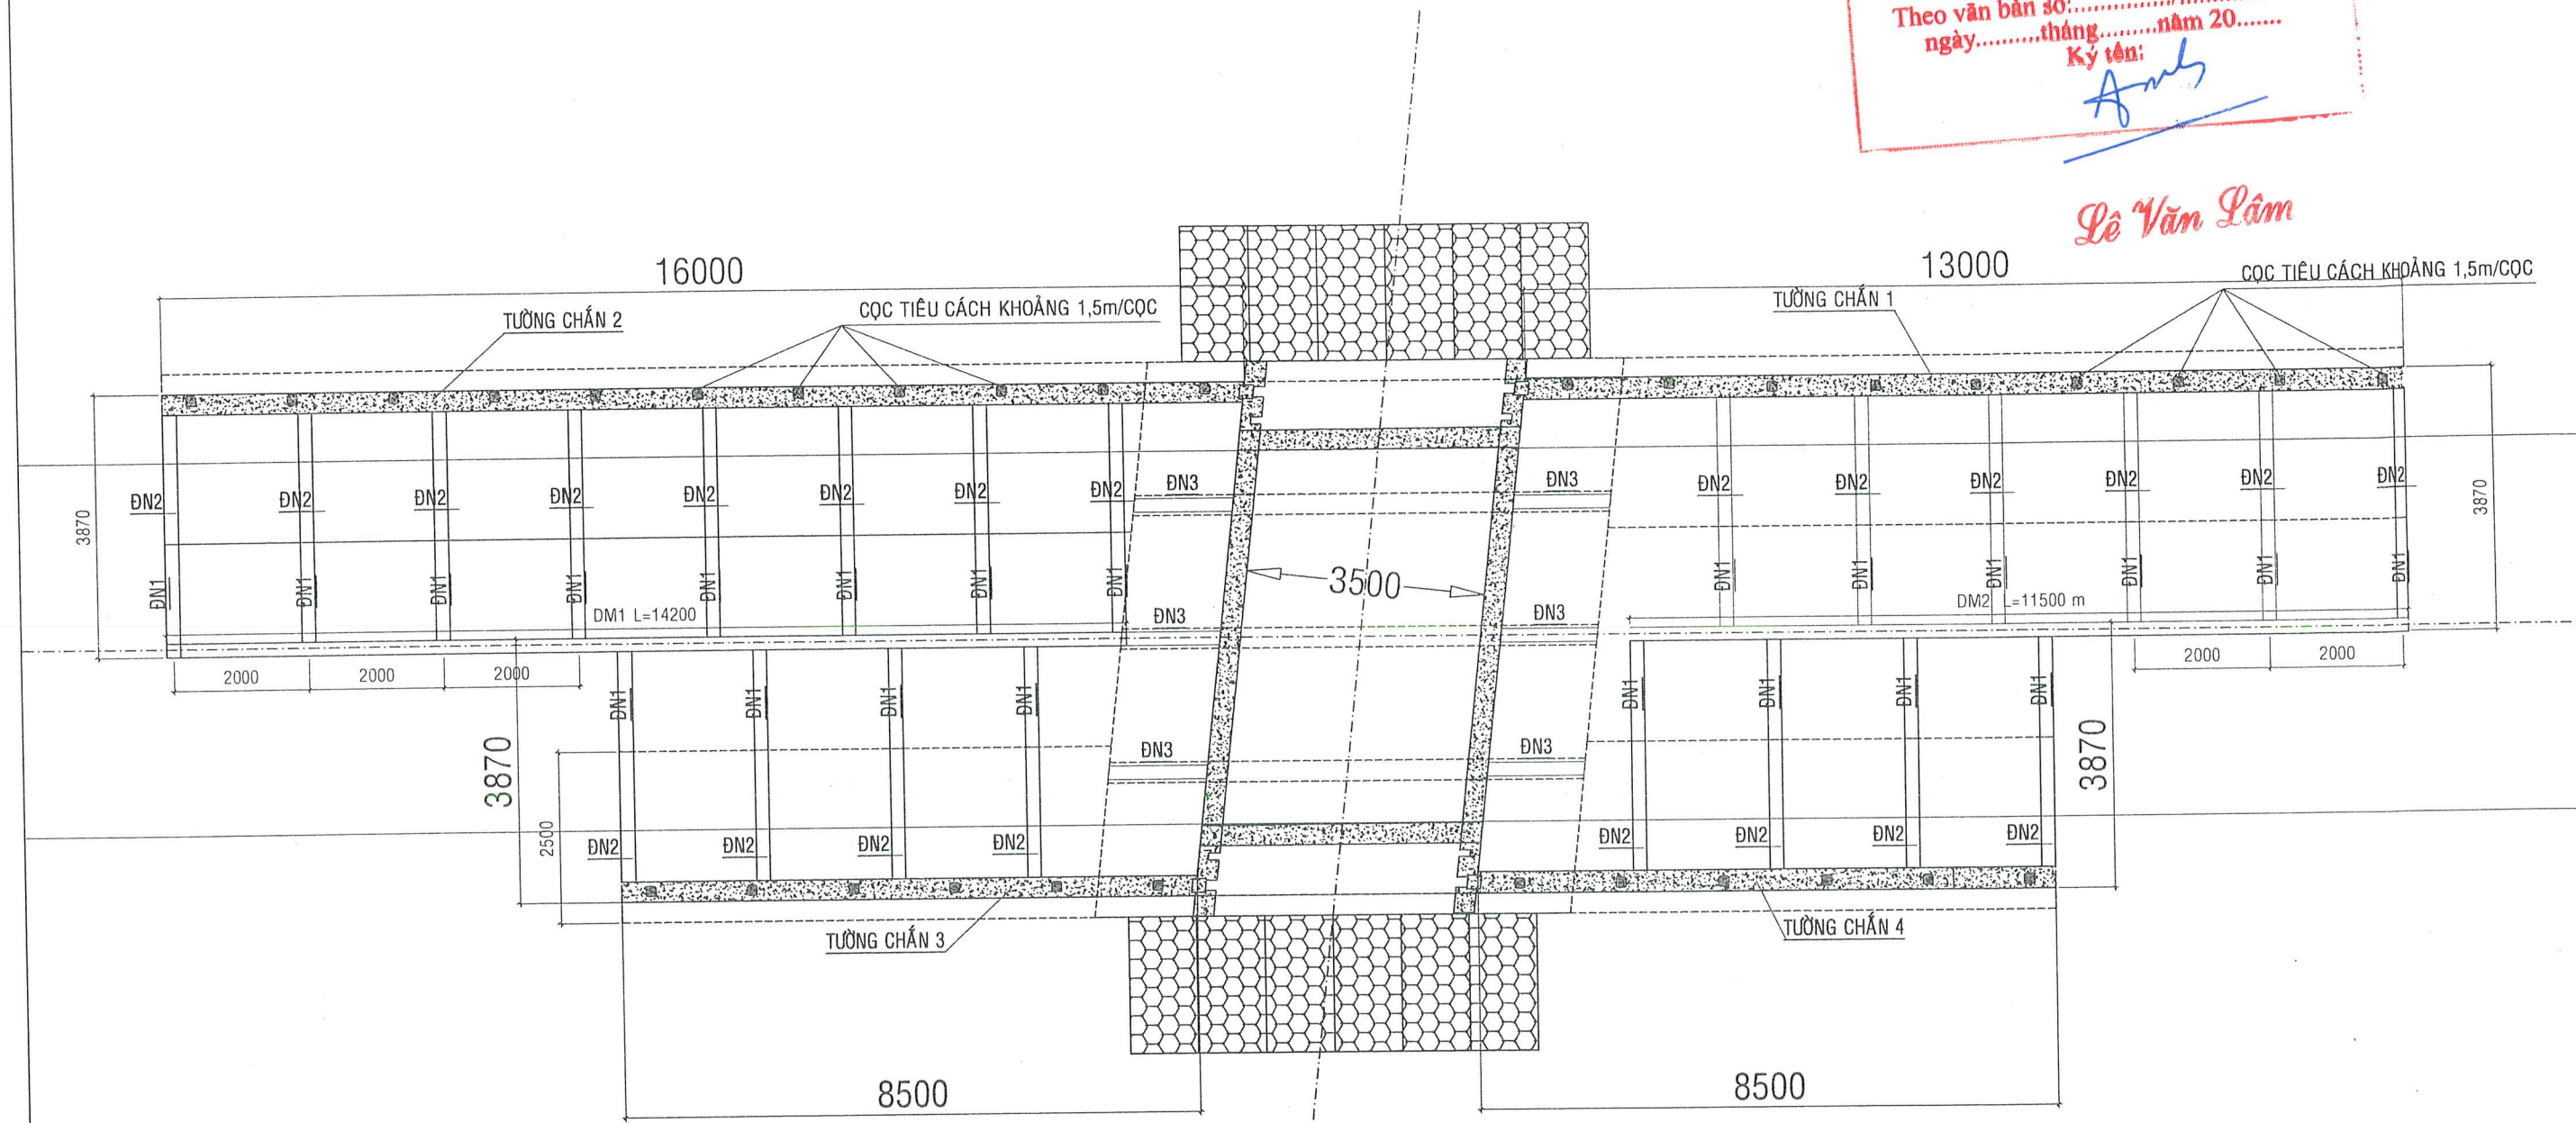 Theo văn bản số:
ngày..........tháng.........năm 20.......
Ký tên:
Lê Văn Lâm
16000
13000
CỌC TIÊU CÁCH KHOẢNG 1,5m/CỌC
TƯỜNG CHẮN 1
TƯỜNG CHẮN 2
CỌC TIÊU CÁCH KHOẢNG 1,5m/CỌC
ĐN2 ĐN2 ĐN2 ĐN2 ĐN2 ĐN2 ĐN2 ĐN2 ĐN3 ĐN3 ĐN2 ĐN2 ĐN2 ĐN2 ĐN2 ĐN2
3870
3870
ĐN1 ĐN1 ĐN1 ĐN1 ĐN1 ĐN1 ĐN1 ĐN1 3500 ĐN1 ĐN1 ĐN1 ĐN1 ĐN1 ĐN1
DM1 L=14200 ĐN3 ĐN3 DM2 L=11500 m
2000 2000 2000 2000 2000
ĐN1 ĐN1 ĐN1 ĐN1 ĐN1 ĐN1 ĐN1 ĐN1
3870 ĐN3 ĐN3 3870
2500
ĐN2 ĐN2 ĐN2 ĐN2 ĐN2 ĐN2 ĐN2 ĐN2
TƯỜNG CHẮN 3
TƯỜNG CHẮN 4
8500
8500